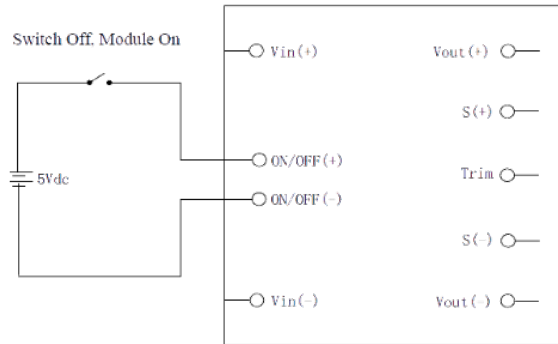 Switch Off, Module On
Vin(+)
Vout(+)
S(+)
ON/OFF(+)
5Vdc
Trim
ON/OFF(-)
S(-)
Vin(-)
Vout(-)